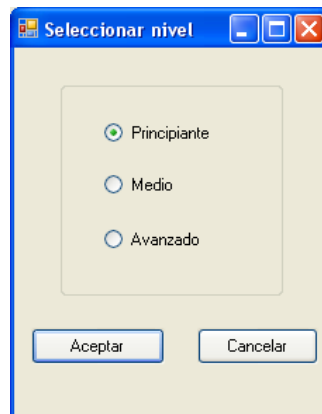 Seleccionar nivel
Principiante
Medio
Avanzado
Aceptar Cancelar